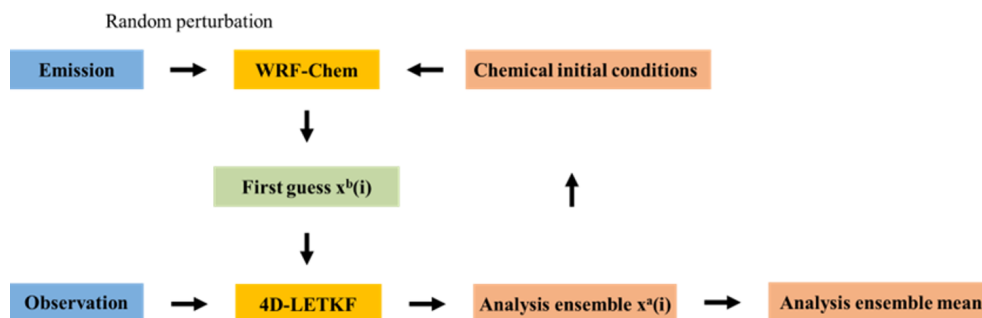 Random perturbation
Emission
WRF-Chem
Chemical initial conditions
First guess xᵇ(i)
Observation
4D-LETKF
Analysis ensemble xᵃ(i)
Analysis ensemble mean